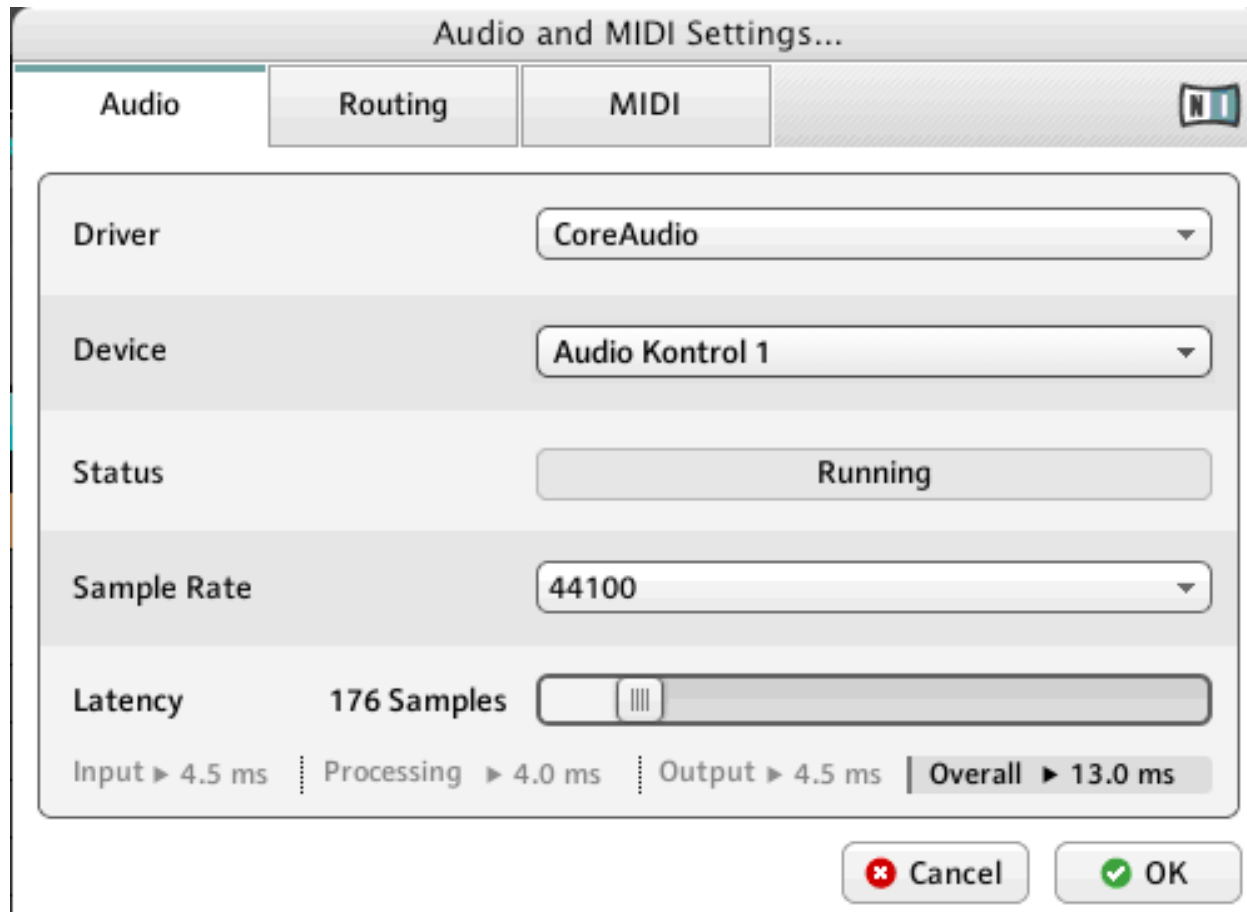 Audio and MIDI Settings...
Audio Routing MIDI NI
Driver CoreAudio
Device Audio Kontrol 1
Status Running
Sample Rate 44100
Latency 176 Samples
Input ▶ 4.5 ms Processing ▶ 4.0 ms Output ▶ 4.5 ms Overall ▶ 13.0 ms
Cancel OK